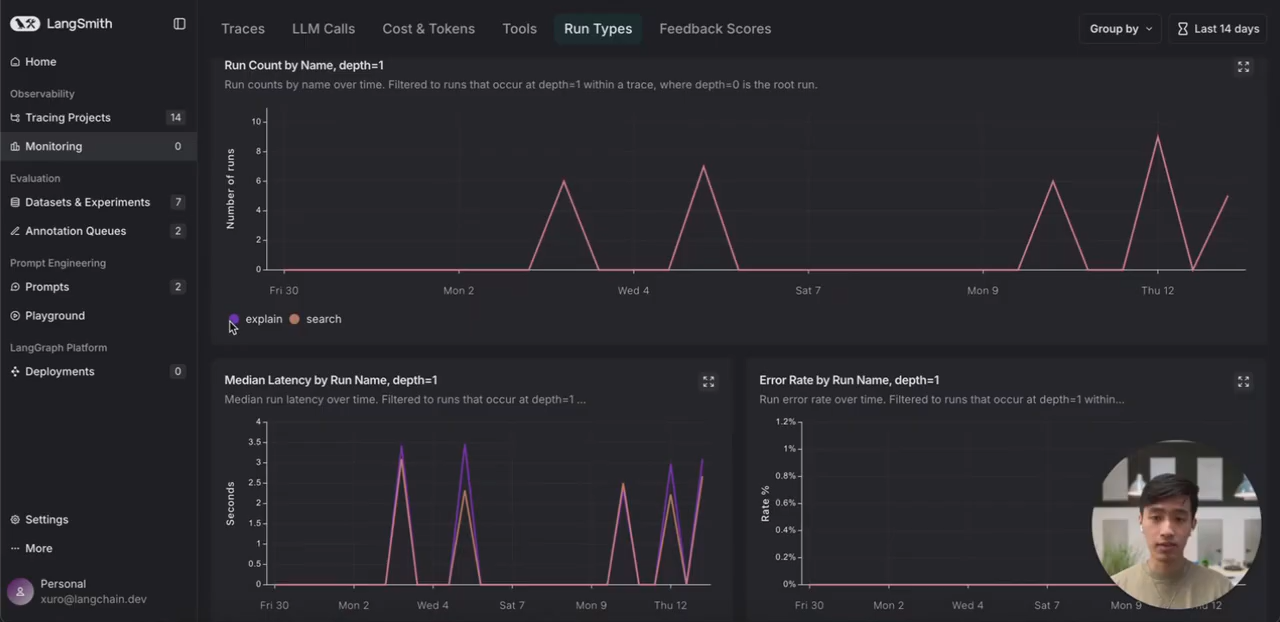 LangSmith
Home
Observability
Tracing Projects 14
Monitoring 0
Evaluation
Datasets & Experiments 7
Annotation Queues 2
Prompt Engineering
Prompts 2
Playground
LangGraph Platform
Deployments 0
Settings
More
Personal
xuro@langchain.dev
Traces LLM Calls Cost & Tokens Tools Run Types Feedback Scores
Group by Last 14 days
Run Count by Name, depth=1
Run counts by name over time. Filtered to runs that occur at depth=1 within a trace, where depth=0 is the root run.
Number of runs
10
8
6
4
2
0
Fri 30 Mon 2 Wed 4 Sat 7 Mon 9 Thu 12
explain search
Median Latency by Run Name, depth=1
Median run latency over time. Filtered to runs that occur at depth=1 ...
Seconds
4
3.5
3
2.5
2
1.5
1
0.5
0
Fri 30 Mon 2 Wed 4 Sat 7 Mon 9 Thu 12
Error Rate by Run Name, depth=1
Run error rate over time. Filtered to runs that occur at depth=1 within...
Rate %
1.2%
1%
0.8%
0.6%
0.4%
0.2%
0%
Fri 30 Mon 2 Wed 4 Sat 7 Mon 9 12